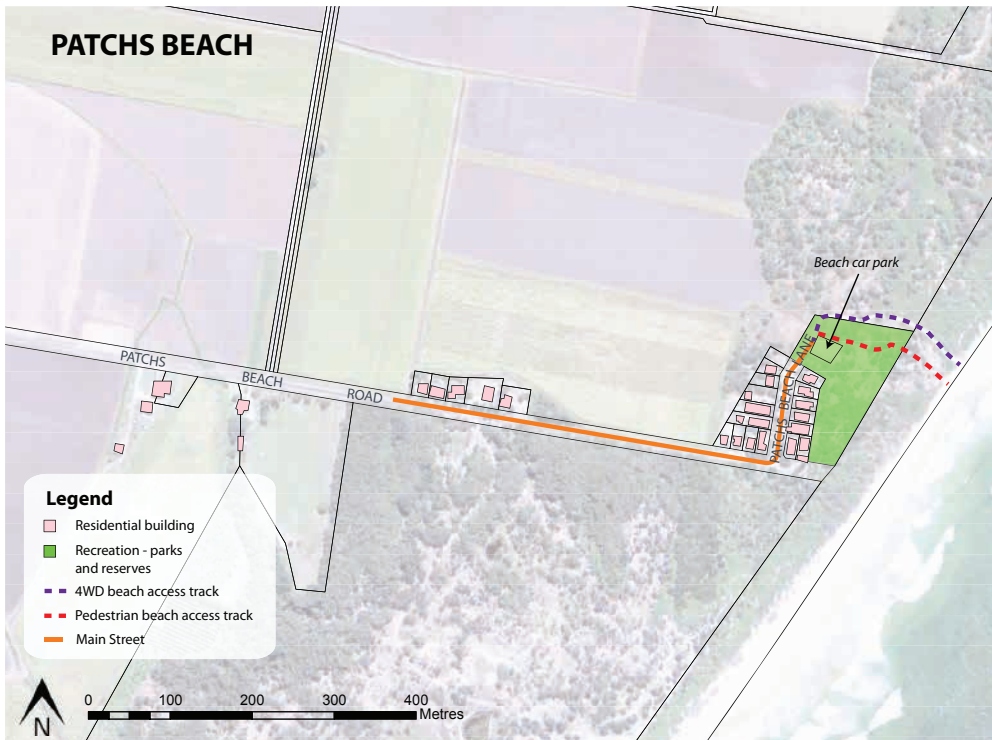 PATCHS BEACH
Beach car park
PATCHS BEACH ROAD
PATCHS BEACH LANE
Legend
Residential building
Recreation - parks
and reserves
4WD beach access track
Pedestrian beach access track
Main Street
N
0 100 200 300 400
Metres